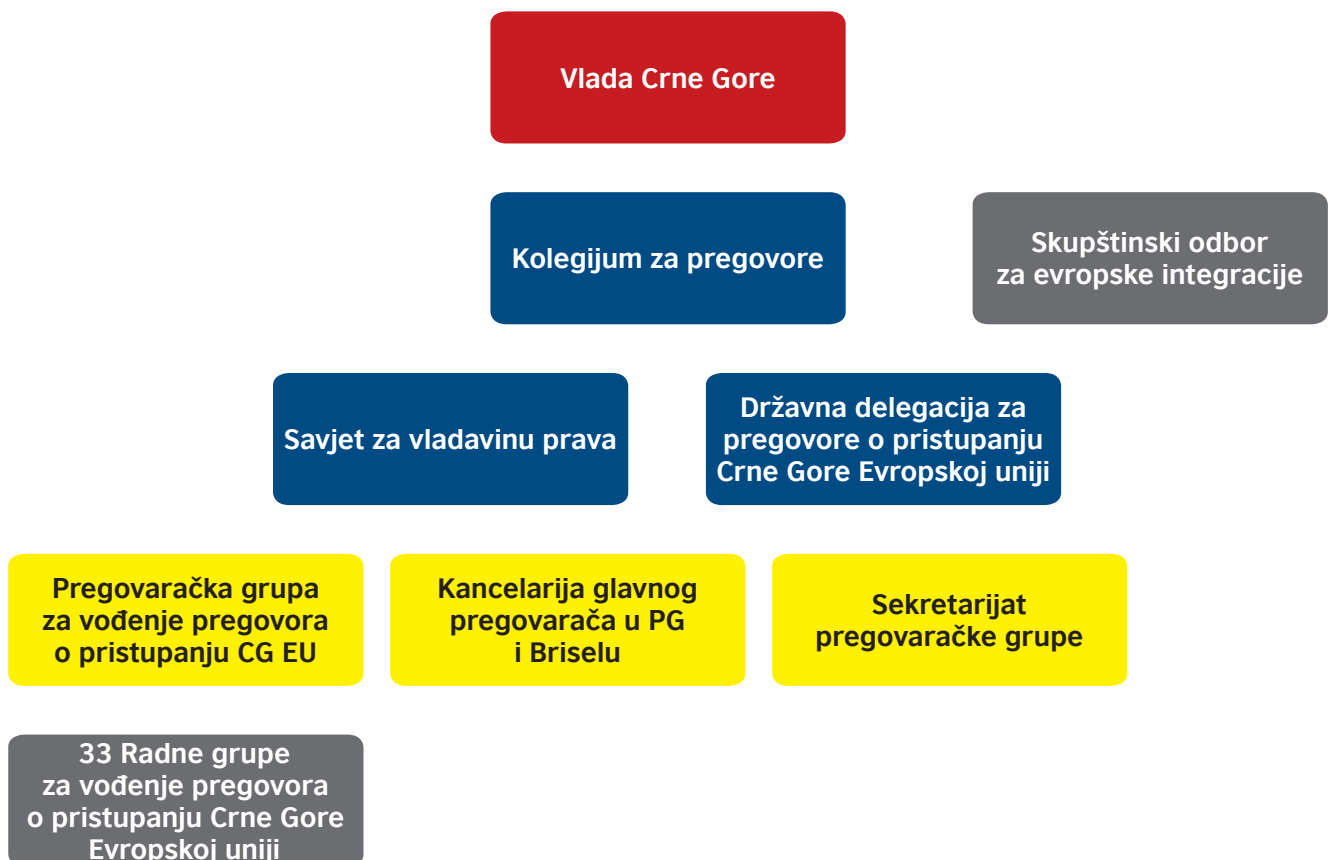 Vlada Crne Gore
Kolegijum za pregovore
Skupštinski odbor
za evropske integracije
Savjet za vladavinu prava
Državna delegacija za
pregovore o pristupanju
Crne Gore Evropskoj uniji
Pregovaračka grupa
za vođenje pregovora
o pristupanju CG EU
Kancelarija glavnog
pregovarača u PG
i Briselu
Sekretarijat
pregovaračke grupe
33 Radne grupe
za vođenje pregovora
o pristupanju Crne Gore
Evropskoj uniji